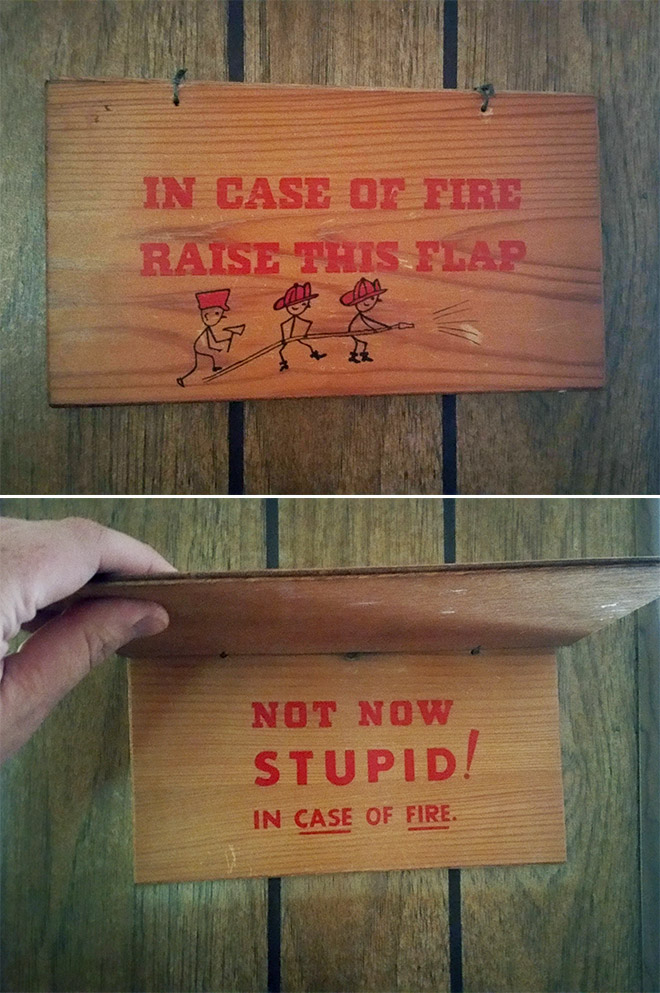 IN CASE OF FIRE
RAISE THIS FLAP
NOT NOW
STUPID!
IN CASE OF FIRE.